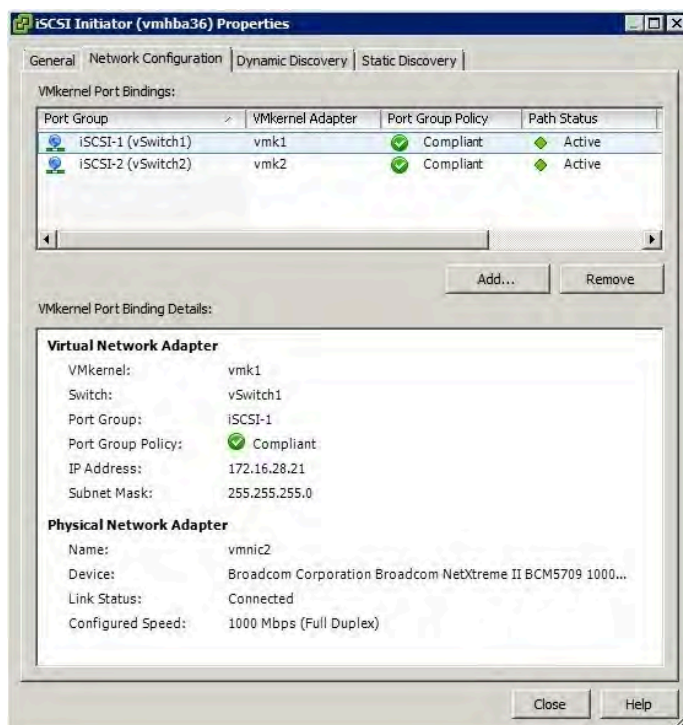 iSCSI Initiator (vmhba36) Properties
General Network Configuration Dynamic Discovery Static Discovery
VMkernel Port Bindings:
Port Group VMkernel Adapter Port Group Policy Path Status
iSCSI-1 (vSwitch1) vmk1 Compliant Active
iSCSI-2 (vSwitch2) vmk2 Compliant Active
Add... Remove
VMkernel Port Binding Details:
Virtual Network Adapter
VMkernel: vmk1
Switch: vSwitch1
Port Group: iSCSI-1
Port Group Policy: Compliant
IP Address: 172.16.28.21
Subnet Mask: 255.255.255.0
Physical Network Adapter
Name: vmnic2
Device: Broadcom Corporation Broadcom NetXtreme II BCM5709 1000...
Link Status: Connected
Configured Speed: 1000 Mbps (Full Duplex)
Close Help